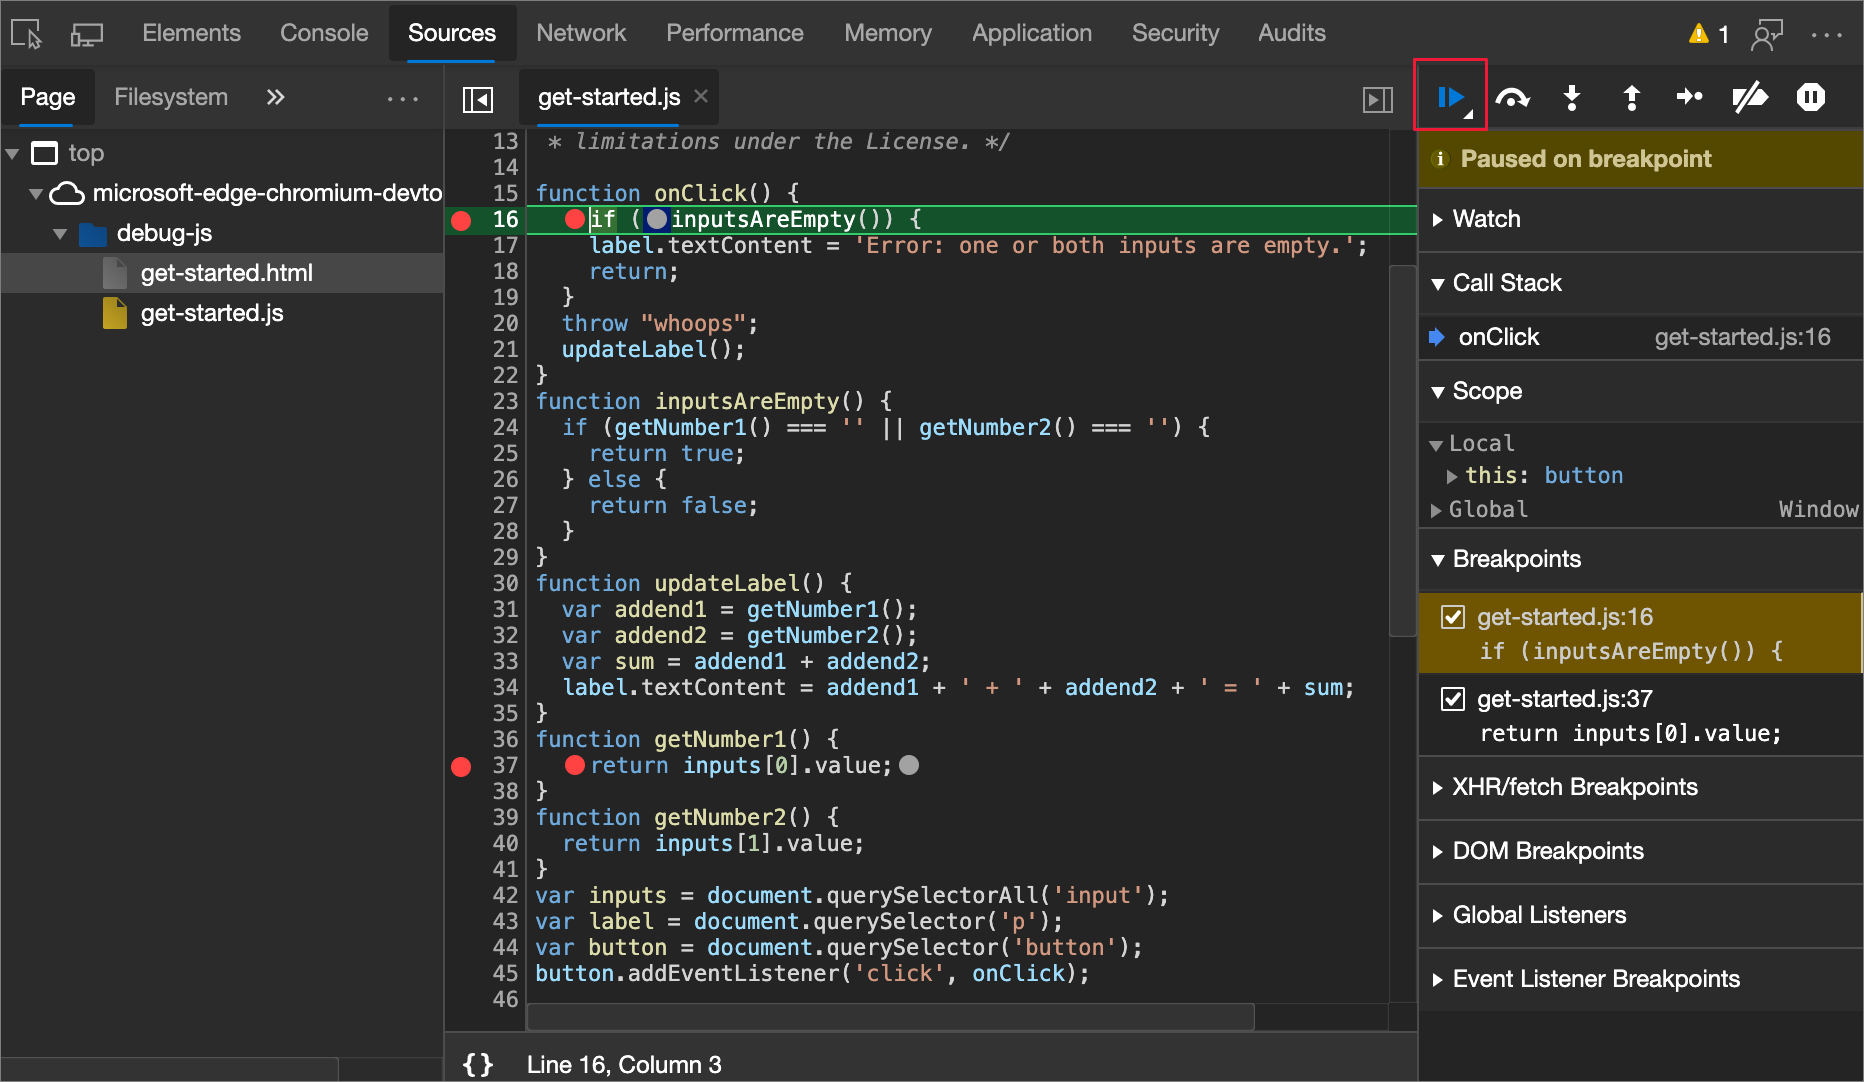 Elements Console Sources Network Performance Memory Application Security Audits 1 ···
Page Filesystem » ···
top
microsoft-edge-chromium-devto
debug-js
get-started.html
get-started.js
get-started.js ×
13  * limitations under the License. */
14
15 function onClick() {
16   if (inputsAreEmpty()) {
17     label.textContent = 'Error: one or both inputs are empty.';
18     return;
19   }
20   throw "whoops";
21   updateLabel();
22 }
23 function inputsAreEmpty() {
24   if (getNumber1() === '' || getNumber2() === '') {
25     return true;
26   } else {
27     return false;
28   }
29 }
30 function updateLabel() {
31   var addend1 = getNumber1();
32   var addend2 = getNumber2();
33   var sum = addend1 + addend2;
34   label.textContent = addend1 + ' + ' + addend2 + ' = ' + sum;
35 }
36 function getNumber1() {
37   return inputs[0].value;
38 }
39 function getNumber2() {
40   return inputs[1].value;
41 }
42 var inputs = document.querySelectorAll('input');
43 var label = document.querySelector('p');
44 var button = document.querySelector('button');
45 button.addEventListener('click', onClick);
46
{} Line 16, Column 3
Paused on breakpoint
Watch
Call Stack
onClick get-started.js:16
Scope
Local
this: button
Global Window
Breakpoints
get-started.js:16
if (inputsAreEmpty()) {
get-started.js:37
return inputs[0].value;
XHR/fetch Breakpoints
DOM Breakpoints
Global Listeners
Event Listener Breakpoints